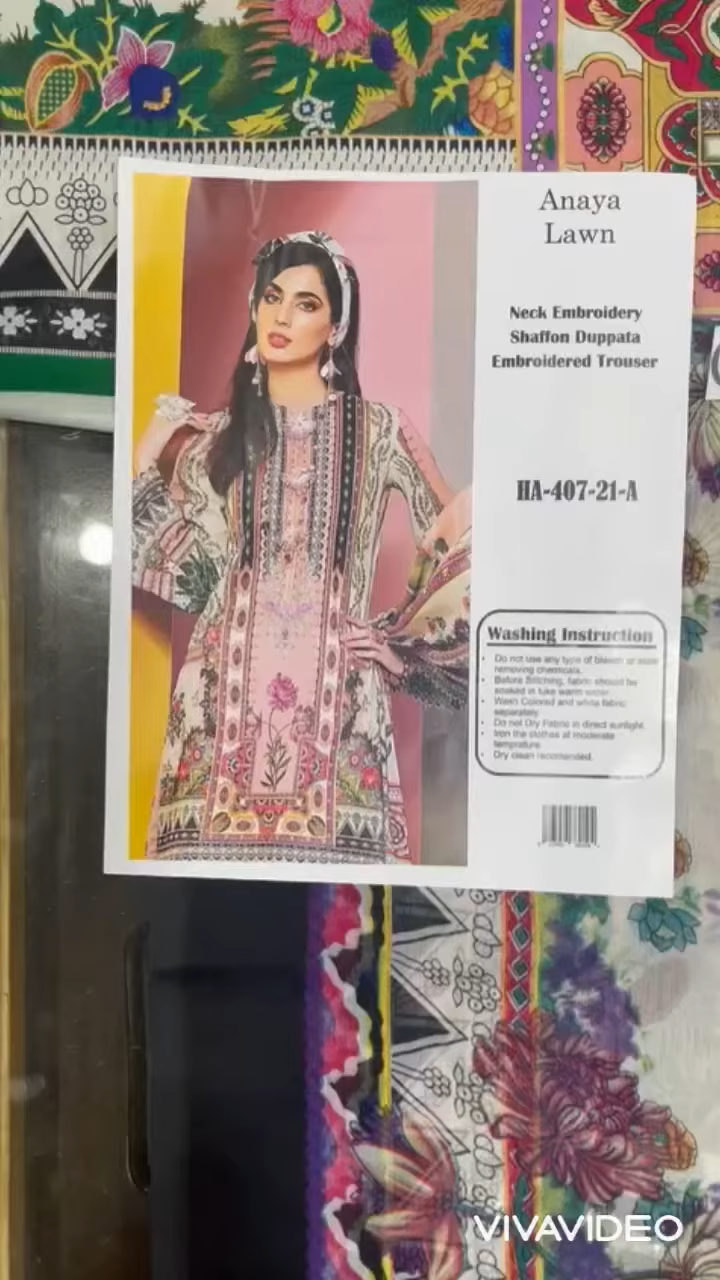 Anaya
Lawn
Neck Embroidery
Shaffon Duppata
Embroidered Trouser
HA-407-21-A
Washing Instruction
Do not use any type of bleach or
removing chemicals.
Before Stitching, fabric should be
soaked in luke warm water
Wash Colored and white fabric
separately.
Do not Dry Fabric in direct sunlight.
Iron the clothes at moderate
temprature
Dry clean recomended.
VIVAVIDEO